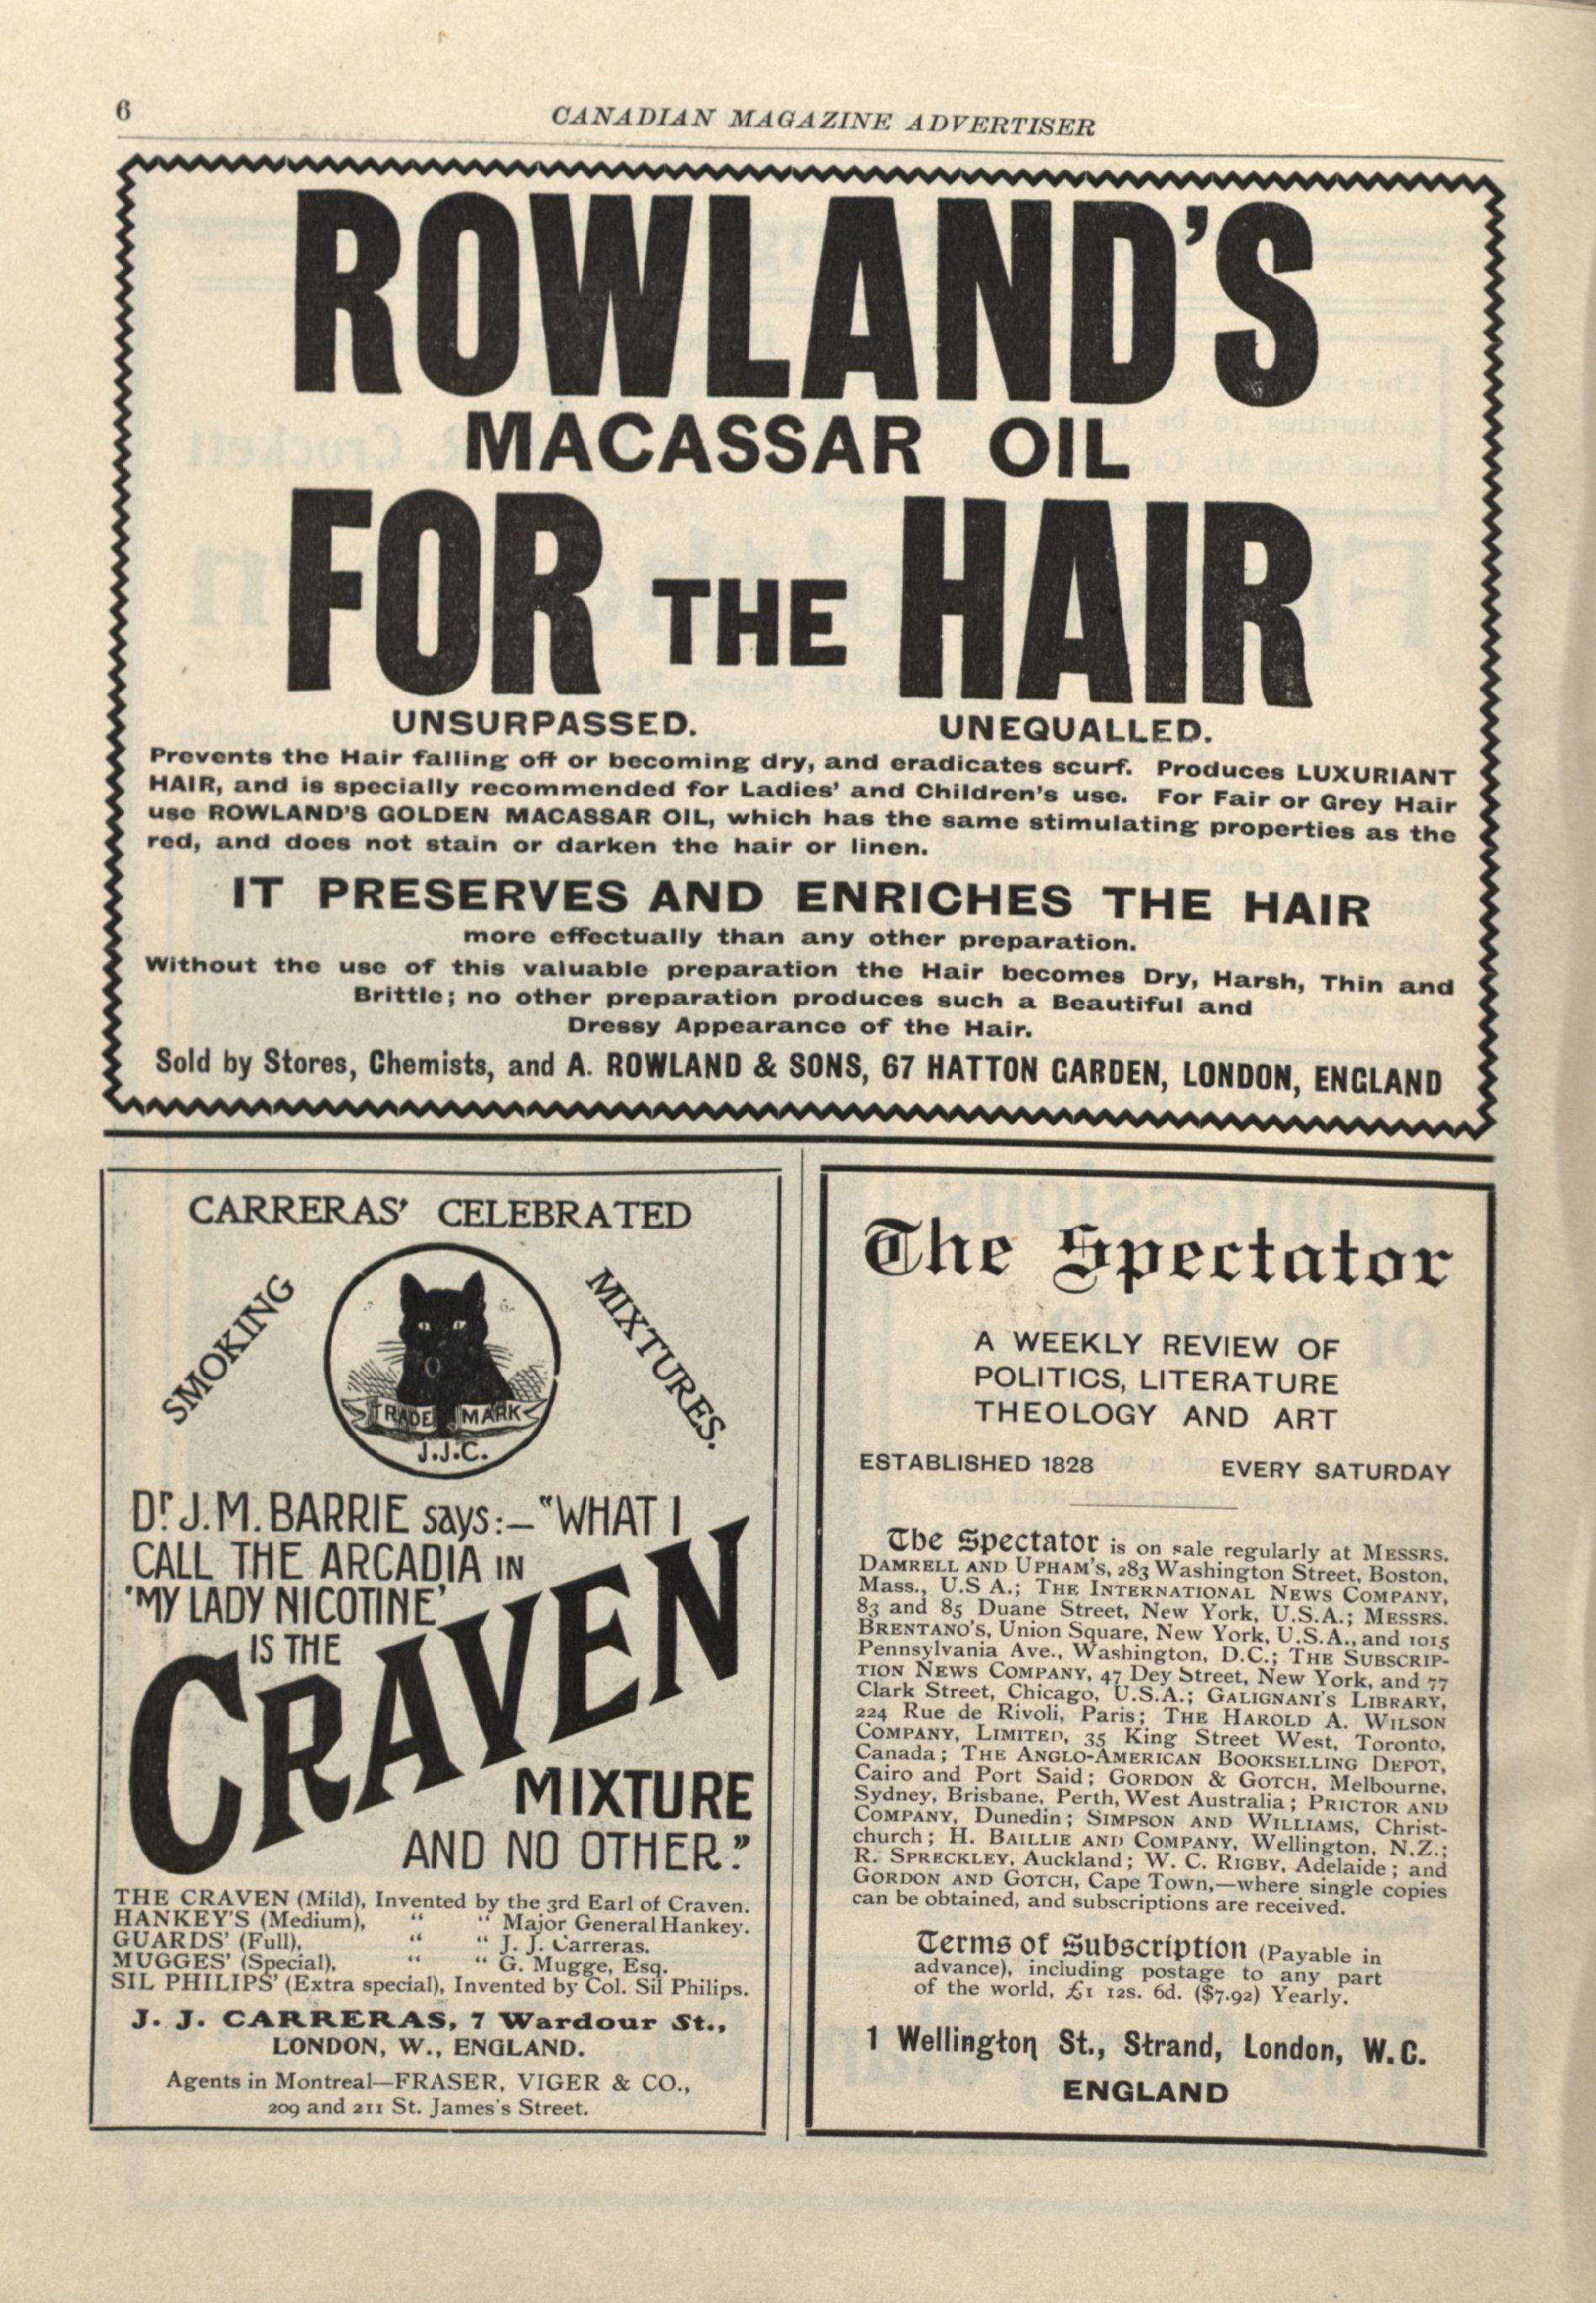 6
CANADIAN MAGAZINE ADVERTISER
ROWLAND'S
MACASSAR OIL
FOR THE HAIR
UNSURPASSED. UNEQUALLED.
Prevents the Hair falling off or becoming dry, and eradicates scurf. Produces LUXURIANT
HAIR, and is specially recommended for Ladies' and Children's use. For Fair or Grey Hair
use ROWLAND'S GOLDEN MACASSAR OIL, which has the same stimulating properties as the
red, and does not stain or darken the hair or linen.
IT PRESERVES AND ENRICHES THE HAIR
more effectually than any other preparation.
Without the use of this valuable preparation the Hair becomes Dry, Harsh, Thin and
Brittle; no other preparation produces such a Beautiful and
Dressy Appearance of the Hair.
Sold by Stores, Chemists, and A. ROWLAND & SONS, 67 HATTON GARDEN, LONDON, ENGLAND
CARRERAS' CELEBRATED
SMOKING MIXTURES.
TRADE MARK
J.J.C.
Dr. J.M. BARRIE says:—"WHAT I
CALL THE ARCADIA IN
'MY LADY NICOTINE'
IS THE
CRAVEN
MIXTURE
AND NO OTHER."
THE CRAVEN (Mild), Invented by the 3rd Earl of Craven.
HANKEY'S (Medium), " " Major General Hankey.
GUARDS' (Full), " " J. J. Carreras.
MUGGES' (Special), " " G. Mugge, Esq.
SIL PHILIPS' (Extra special), Invented by Col. Sil Philips.
J. J. CARRERAS, 7 Wardour St.,
LONDON, W., ENGLAND.
Agents in Montreal—FRASER, VIGER & CO.,
209 and 211 St. James's Street.
The Spectator
A WEEKLY REVIEW OF
POLITICS, LITERATURE
THEOLOGY AND ART
ESTABLISHED 1828 EVERY SATURDAY
The Spectator is on sale regularly at MESSRS.
DAMRELL AND UPHAM'S, 283 Washington Street, Boston,
Mass., U.S A.; THE INTERNATIONAL NEWS COMPANY,
83 and 85 Duane Street, New York, U.S.A.; MESSRS.
BRENTANO'S, Union Square, New York, U.S.A., and 1015
Pennsylvania Ave., Washington, D.C.; THE SUBSCRIP-
TION NEWS COMPANY, 47 Dey Street, New York, and 77
Clark Street, Chicago, U.S.A.; GALIGNANI'S LIBRARY,
224 Rue de Rivoli, Paris; THE HAROLD A. WILSON
COMPANY, LIMITED, 35 King Street West, Toronto,
Canada; THE ANGLO-AMERICAN BOOKSELLING DEPOT,
Cairo and Port Said; GORDON & GOTCH, Melbourne,
Sydney, Brisbane, Perth, West Australia; PRICTOR AND
COMPANY, Dunedin; SIMPSON AND WILLIAMS, Christ-
church; H. BAILLIE AND COMPANY, Wellington, N.Z.;
R. SPRECKLEY, Auckland; W. C. RIGBY, Adelaide; and
GORDON AND GOTCH, Cape Town,—where single copies
can be obtained, and subscriptions are received.
Terms of Subscription (Payable in
advance), including postage to any part
of the world, £1 12s. 6d. ($7.92) Yearly.
1 Wellington St., Strand, London, W.C.
ENGLAND